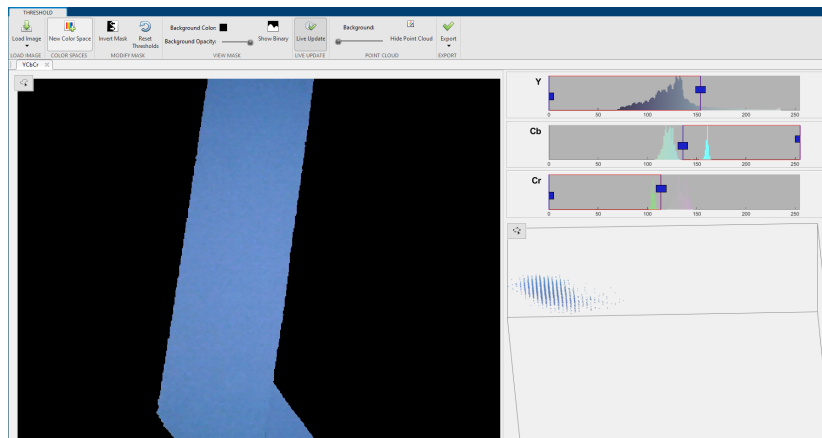 THRESHOLD
Load Image New Color Space Invert Mask Reset Thresholds Background Color: Background Opacity: Show Binary Live Update Background: Hide Point Cloud Export
LOAD IMAGE COLOR SPACES MODIFY MASK VIEW MASK LIVE UPDATE POINT CLOUD EXPORT
YCbCr
Y
0 50 100 150 200 250
Cb
0 50 100 150 200 250
Cr
0 50 100 150 200 250